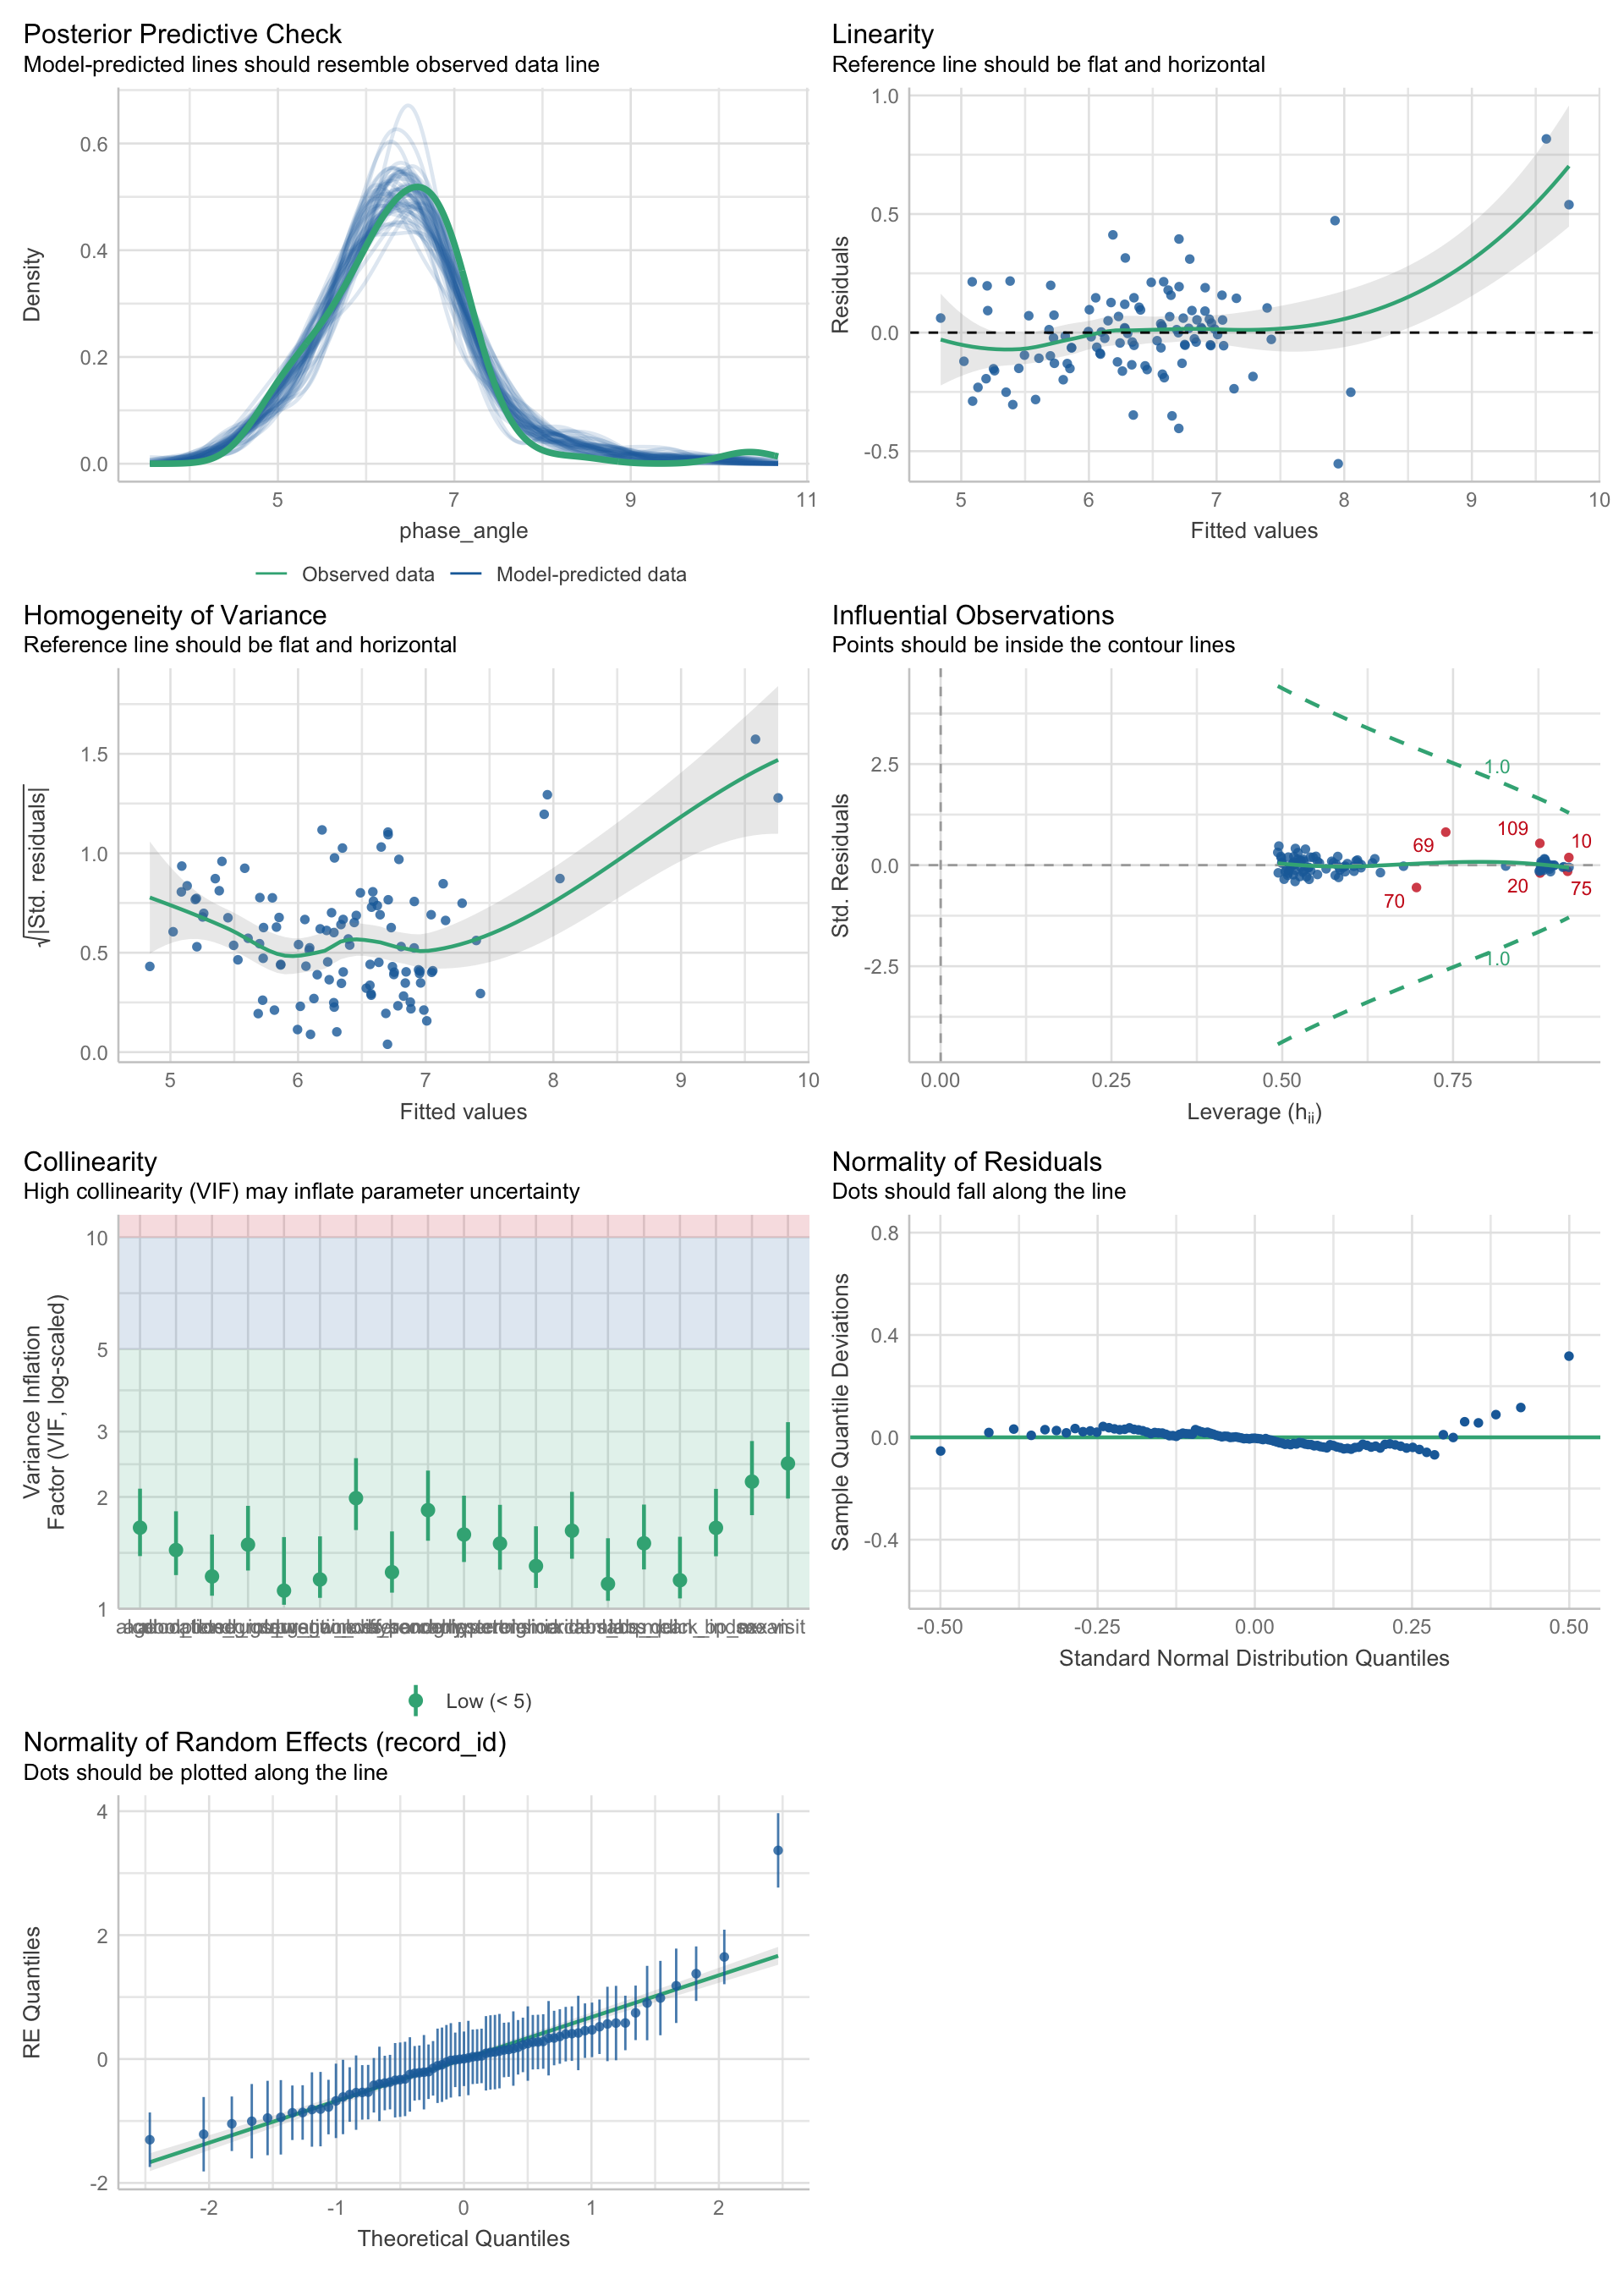 Posterior Predictive Check
Model-predicted lines should resemble observed data line
0.6
0.4
0.2
0.0
Density
5
7
9
11
phase_angle
Observed data
Model-predicted data
Linearity
Reference line should be flat and horizontal
1.0
0.5
0.0
-0.5
Residuals
5
6
7
8
9
10
Fitted values
Homogeneity of Variance
Reference line should be flat and horizontal
1.5
1.0
0.5
0.0
√|Std. residuals|
5
6
7
8
9
10
Fitted values
Influential Observations
Points should be inside the contour lines
2.5
0.0
-2.5
Std. Residuals
1.0
109
10
69
70
20
75
1.0
0.00
0.25
0.50
0.75
Leverage (hii)
Collinearity
High collinearity (VIF) may inflate parameter uncertainty
10
5
3
2
1
Variance Inflation
Factor (VIF, log-scaled)
Low (< 5)
Normality of Residuals
Dots should fall along the line
0.8
0.4
0.0
-0.4
Sample Quantile Deviations
-0.50
-0.25
0.00
0.25
0.50
Standard Normal Distribution Quantiles
Normality of Random Effects (record_id)
Dots should be plotted along the line
4
2
0
-2
RE Quantiles
-2
-1
0
1
2
Theoretical Quantiles